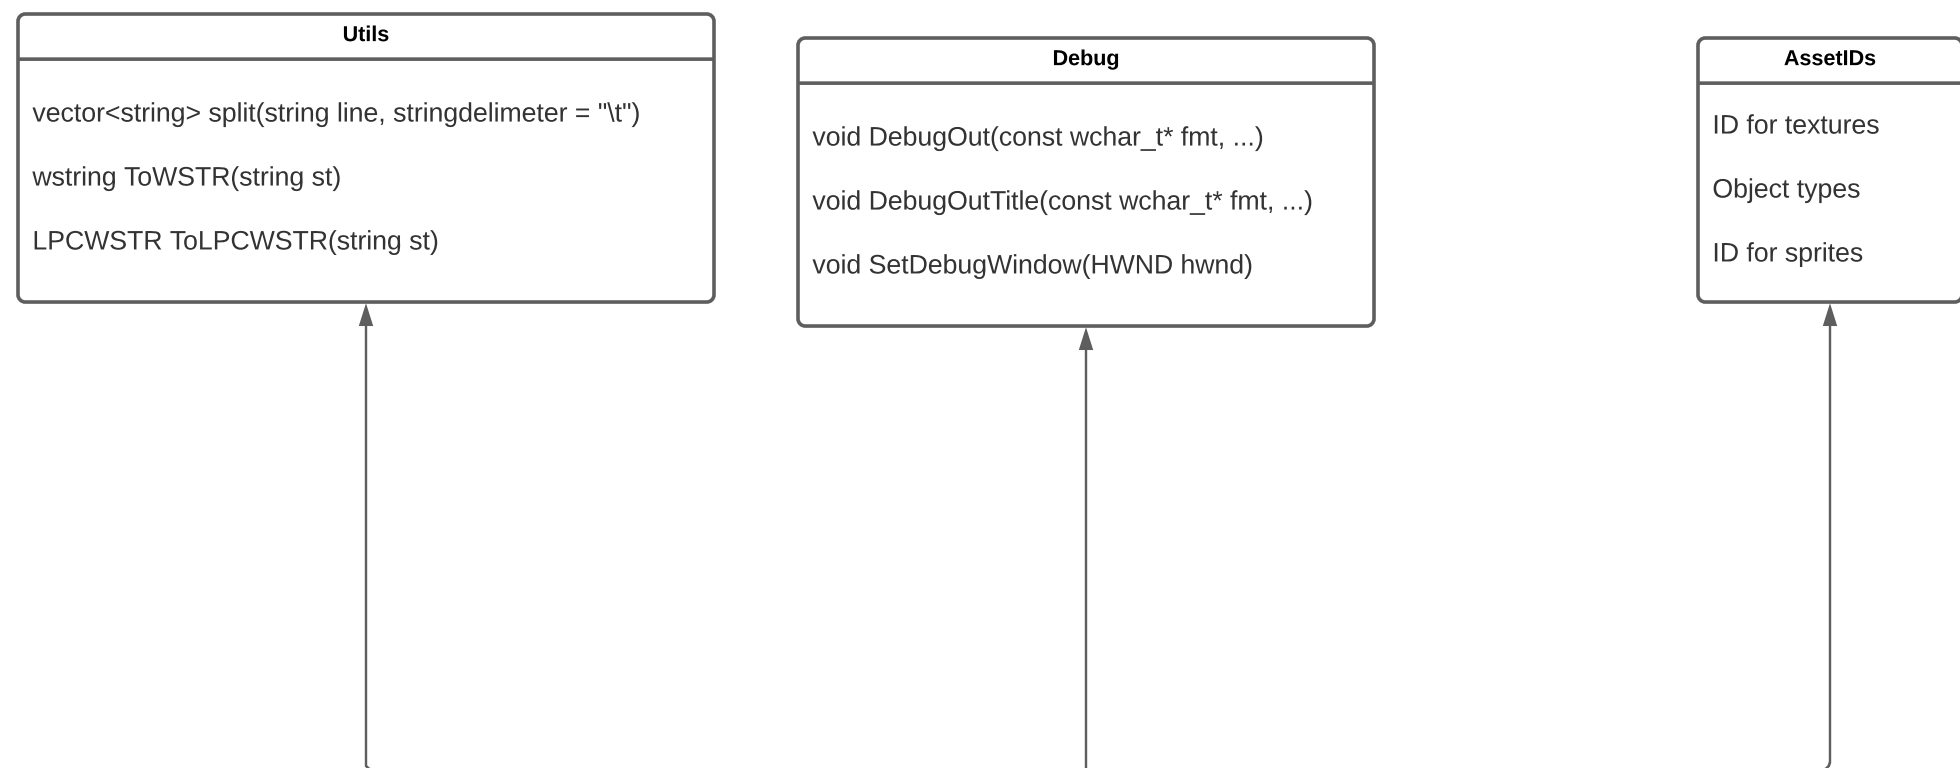 Utils
vector<string> split(string line, stringdelimeter = "\t")
wstring ToWSTR(string st)
LPCWSTR ToLPCWSTR(string st)
Debug
void DebugOut(const wchar_t* fmt, ...)
void DebugOutTitle(const wchar_t* fmt, ...)
void SetDebugWindow(HWND hwnd)
AssetIDs
ID for textures
Object types
ID for sprites